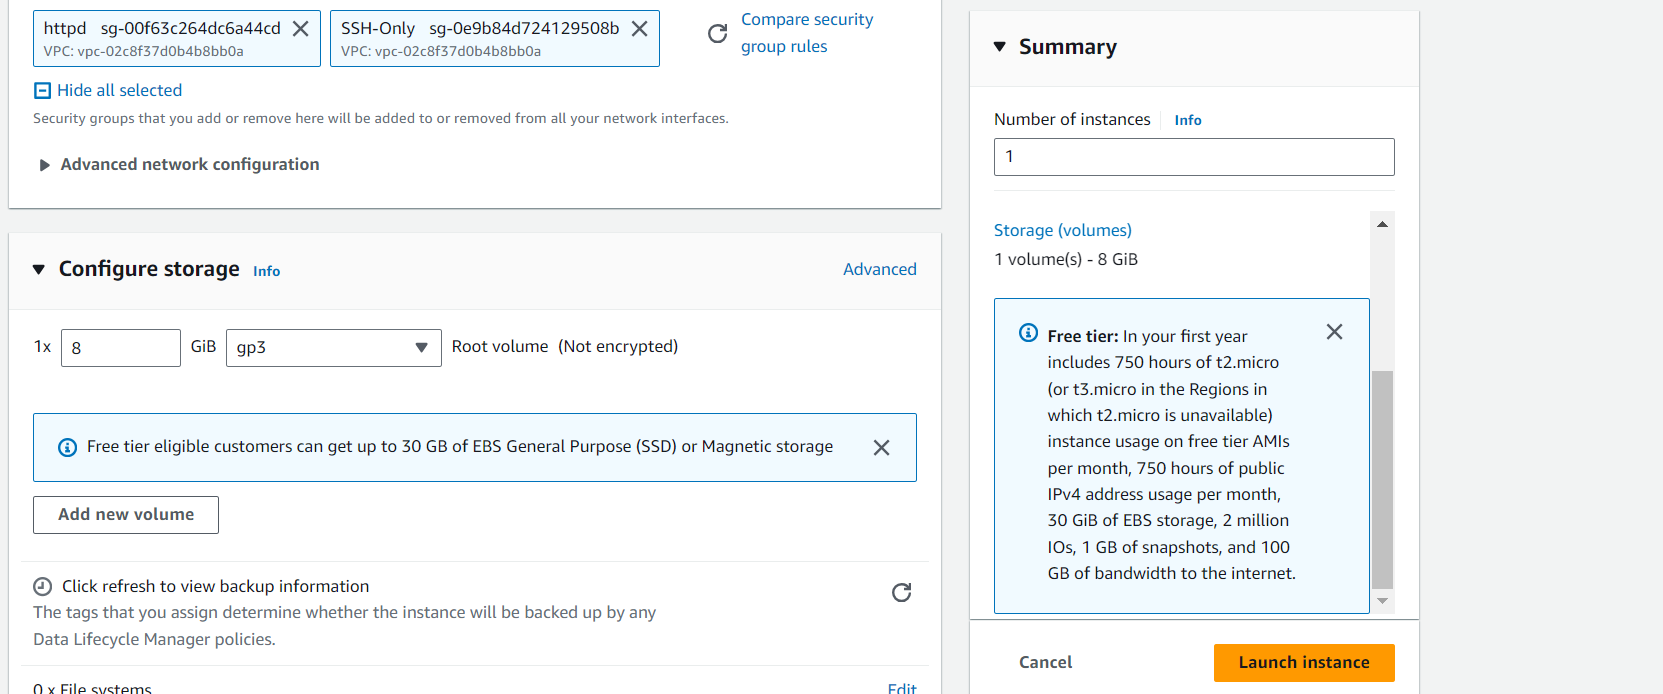 httpd sg-00f63c264dc6a44cd
VPC: vpc-02c8f37d0b4b8bb0a
SSH-Only sg-0e9b84d724129508b
VPC: vpc-02c8f37d0b4b8bb0a
Compare security
group rules
Hide all selected
Security groups that you add or remove here will be added to or removed from all your network interfaces.
Advanced network configuration
Configure storage Info
Advanced
1x 8 GiB gp3 Root volume (Not encrypted)
Free tier eligible customers can get up to 30 GB of EBS General Purpose (SSD) or Magnetic storage
Add new volume
Click refresh to view backup information
The tags that you assign determine whether the instance will be backed up by any
Data Lifecycle Manager policies.
0 x File systems
Edit
Summary
Number of instances Info
1
Storage (volumes)
1 volume(s) - 8 GiB
Free tier: In your first year
includes 750 hours of t2.micro
(or t3.micro in the Regions in
which t2.micro is unavailable)
instance usage on free tier AMIs
per month, 750 hours of public
IPv4 address usage per month,
30 GiB of EBS storage, 2 million
IOs, 1 GB of snapshots, and 100
GB of bandwidth to the internet.
Cancel
Launch instance